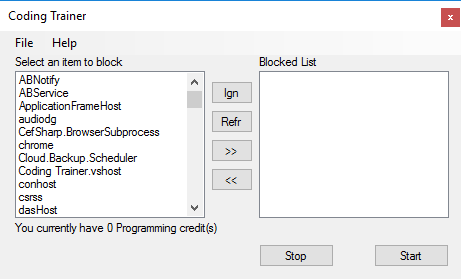 Coding Trainer
x
File Help
Select an item to block
Blocked List
ABNotify
ABService
ApplicationFrameHost
audiodg
CefSharp.BrowserSubprocess
chrome
Cloud.Backup.Scheduler
Coding Trainer.vshost
conhost
csrss
dasHost
Ign
Refr
>>
<<
You currently have 0 Programming credit(s)
Stop Start